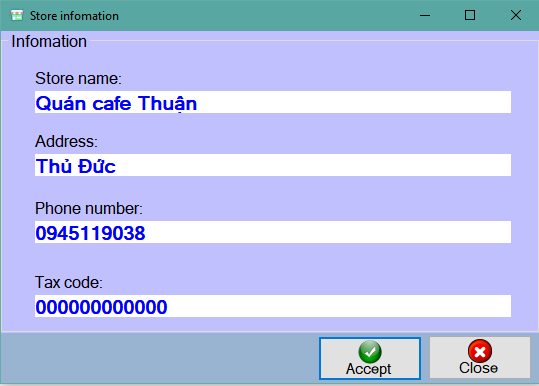 Store infomation
Infomation
Store name:
Quán cafe Thuận
Address:
Thủ Đức
Phone number:
0945119038
Tax code:
000000000000
Accept
Close